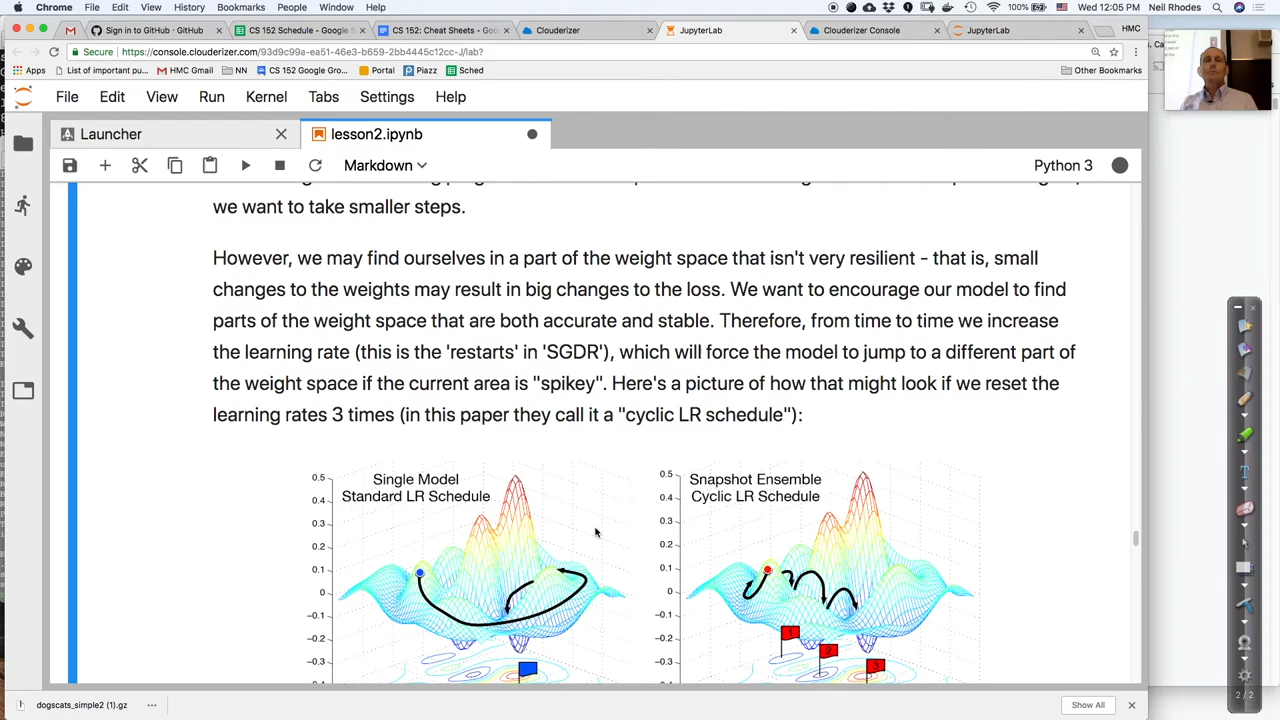 Chrome File Edit View History Bookmarks People Window Help 100% Wed 12:05 PM Neil Rhodes
Sign in to GitHub · GitHub CS 152 Schedule - Google S CS 152: Cheat Sheets - Goo Clouderizer JupyterLab Clouderizer Console JupyterLab HMC
Secure https://console.clouderizer.com/93d9c99a-ea51-46e3-b659-2bb4445c12cc-J/lab?
Apps List of important pu HMC Gmail NN CS 152 Google Gro Portal Piazz Sched Other Bookmarks
File Edit View Run Kernel Tabs Settings Help
Launcher lesson2.ipynb
Markdown Python 3
we want to take smaller steps.
However, we may find ourselves in a part of the weight space that isn't very resilient - that is, small
changes to the weights may result in big changes to the loss. We want to encourage our model to find
parts of the weight space that are both accurate and stable. Therefore, from time to time we increase
the learning rate (this is the 'restarts' in 'SGDR'), which will force the model to jump to a different part of
the weight space if the current area is "spikey". Here's a picture of how that might look if we reset the
learning rates 3 times (in this paper they call it a "cyclic LR schedule"):
Single Model
Standard LR Schedule
0.5
0.4
0.3
0.2
0.1
0
−0.1
−0.2
−0.3
Snapshot Ensemble
Cyclic LR Schedule
0.5
0.4
0.3
0.2
0.1
0
−0.1
−0.2
−0.3
1
2
3
dogscats_simple2 (1).gz Show All
2 / 2